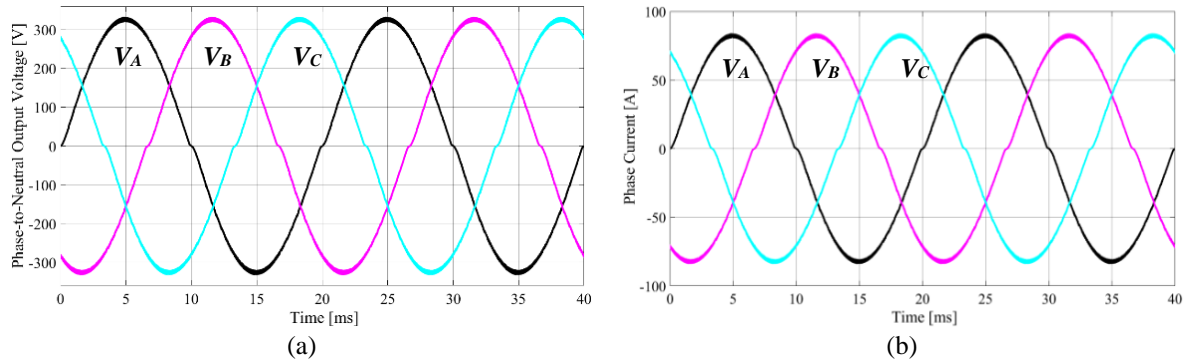 Phase-to-Neutral Output Voltage [V]
300
200
100
0
-100
-200
-300
V_A V_B V_C
0 5 10 15 20 25 30 35 40
Time [ms]
(a)
Phase Current [A]
100
50
0
-50
-100
V_A V_B V_C
0 5 10 15 20 25 30 35 40
Time [ms]
(b)